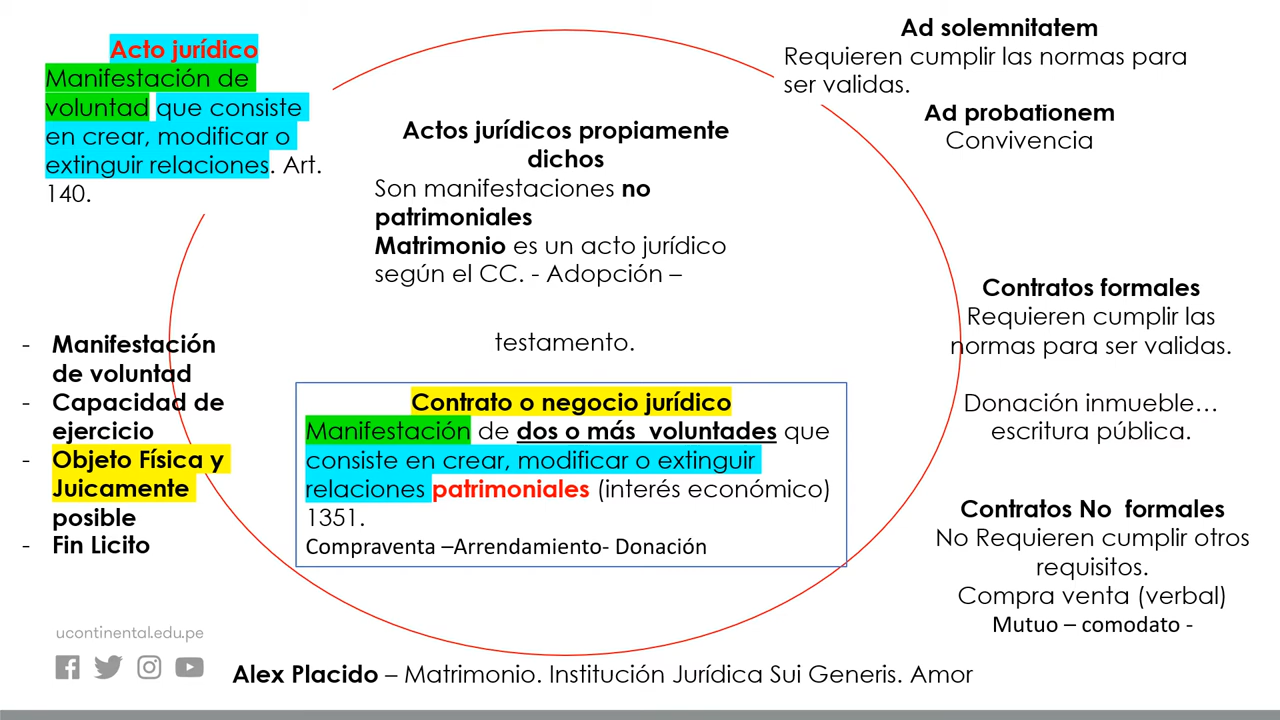 Acto jurídico
Manifestación de
voluntad que consiste
en crear, modificar o
extinguir relaciones. Art.
140.
- Manifestación
de voluntad
- Capacidad de
ejercicio
- Objeto Física y
Juicamente
posible
- Fin Licito
Actos jurídicos propiamente
dichos
Son manifestaciones no
patrimoniales
Matrimonio es un acto jurídico
según el CC. - Adopción –
testamento.
Contrato o negocio jurídico
Manifestación de dos o más voluntades que
consiste en crear, modificar o extinguir
relaciones patrimoniales (interés económico)
1351.
Compraventa –Arrendamiento- Donación
Ad solemnitatem
Requieren cumplir las normas para
ser validas.
Ad probationem
Convivencia
Contratos formales
Requieren cumplir las
normas para ser validas.
Donación inmueble…
escritura pública.
Contratos No formales
No Requieren cumplir otros
requisitos.
Compra venta (verbal)
Mutuo – comodato -
ucontinental.edu.pe
Alex Placido – Matrimonio. Institución Jurídica Sui Generis. Amor